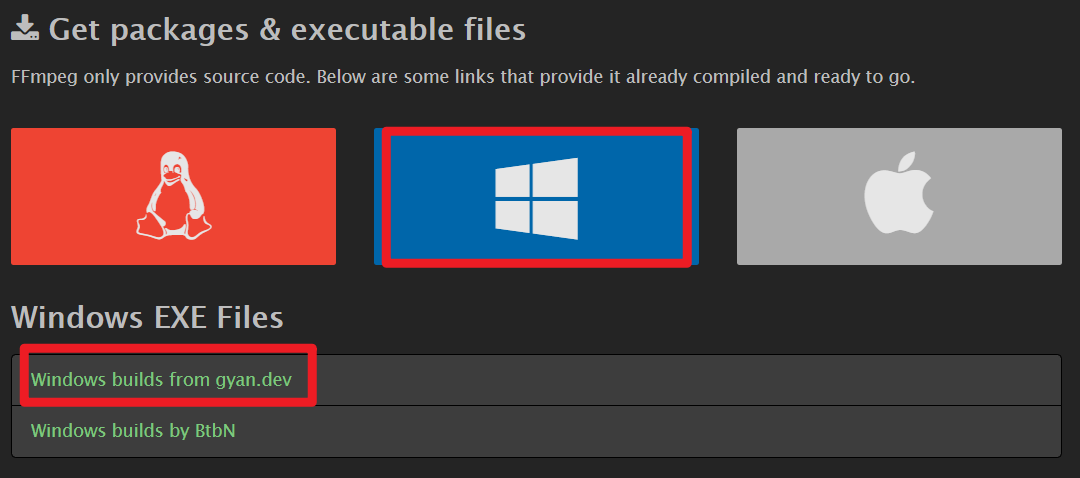 Get packages & executable files
FFmpeg only provides source code. Below are some links that provide it already compiled and ready to go.
Windows EXE Files
Windows builds from gyan.dev
Windows builds by BtbN